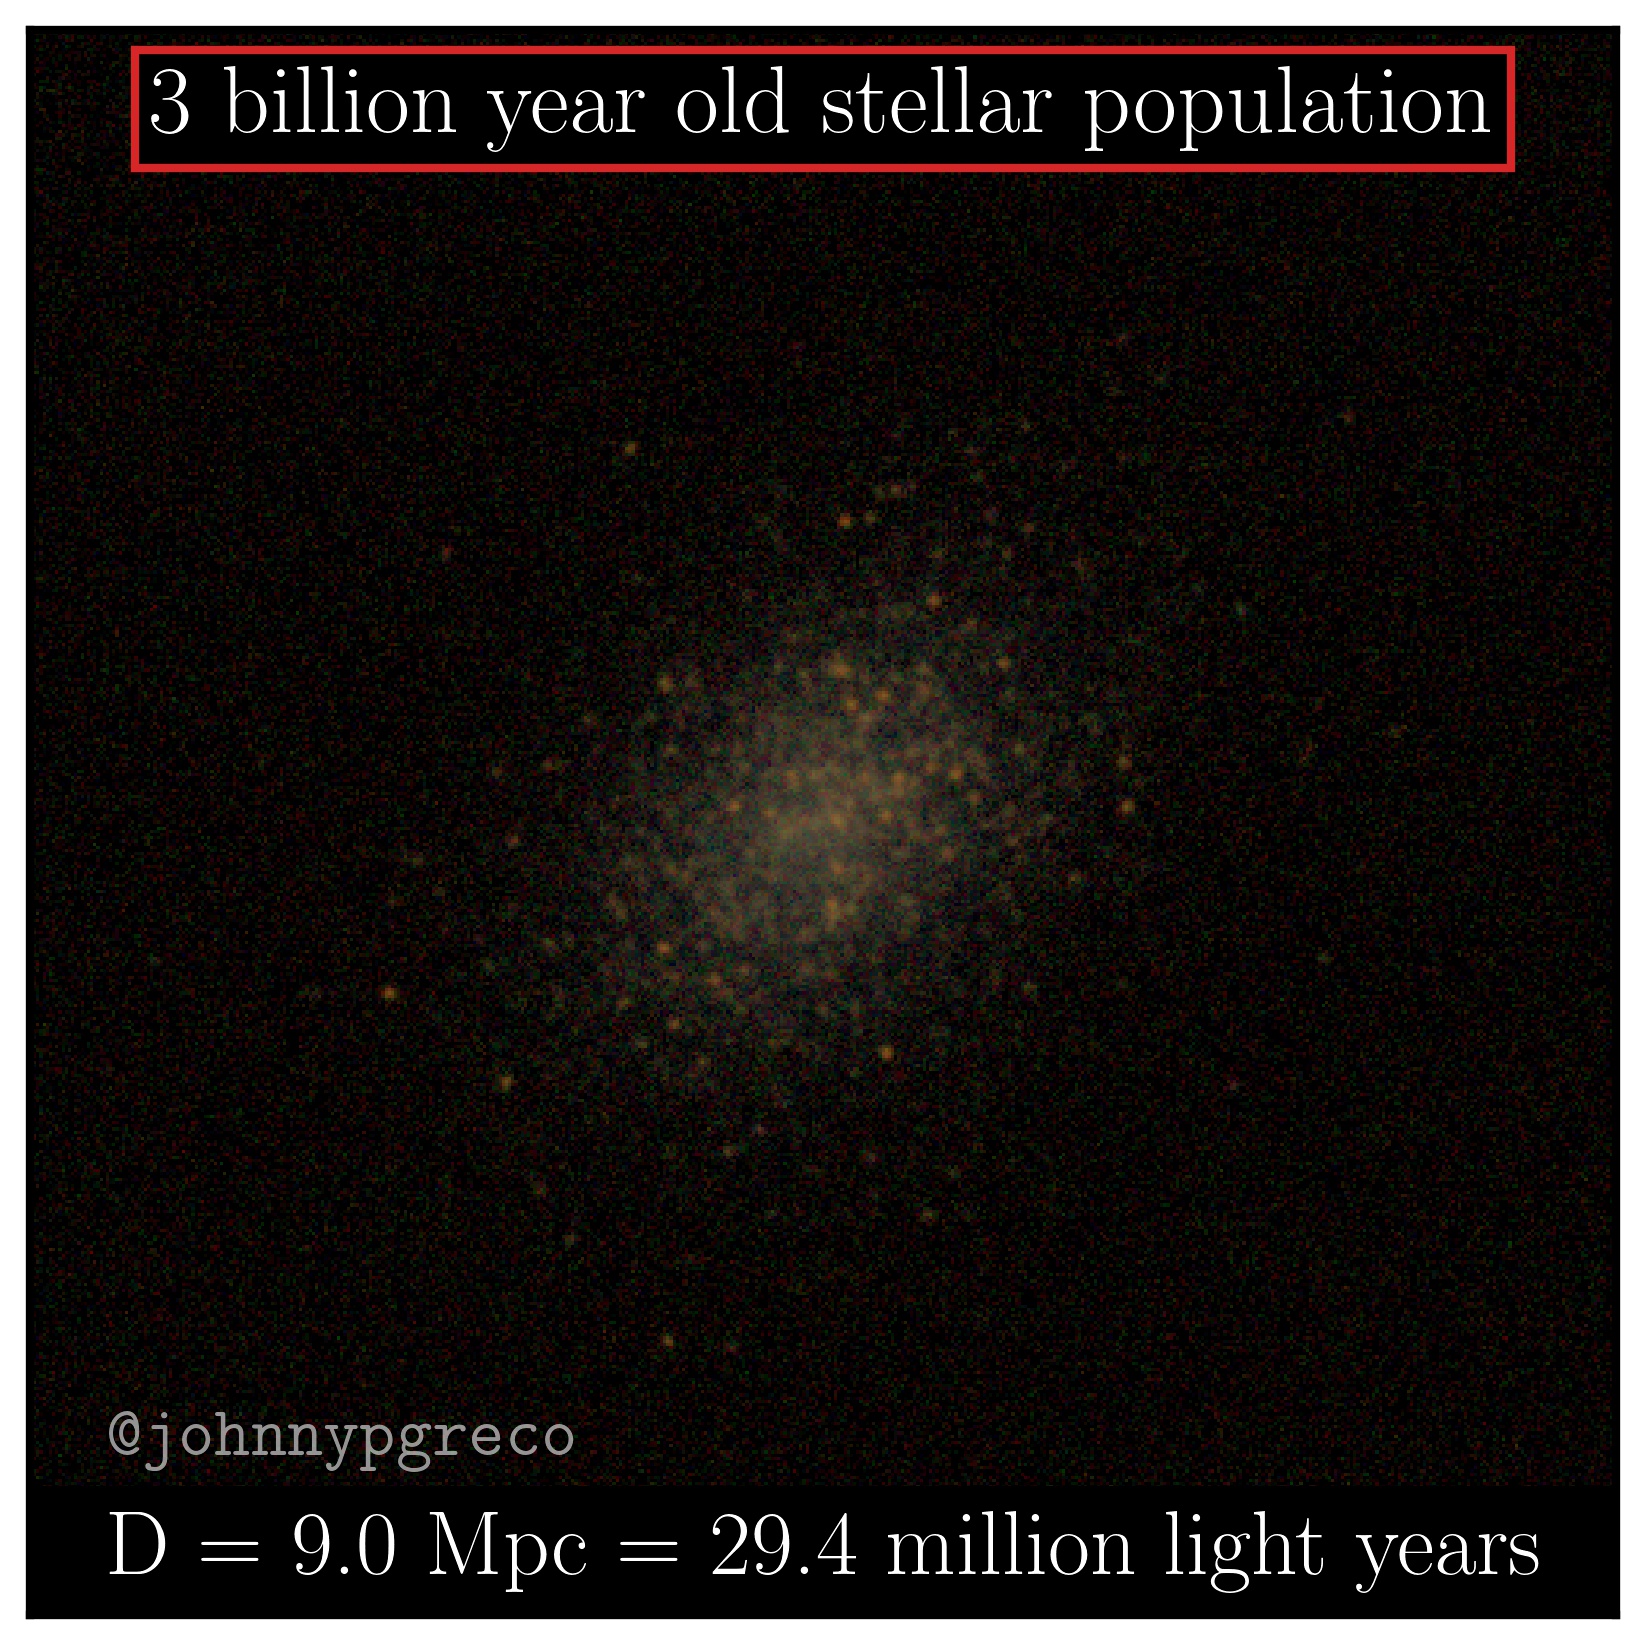 3 billion year old stellar population
@johnnypgreco
D = 9.0 Mpc = 29.4 million light years